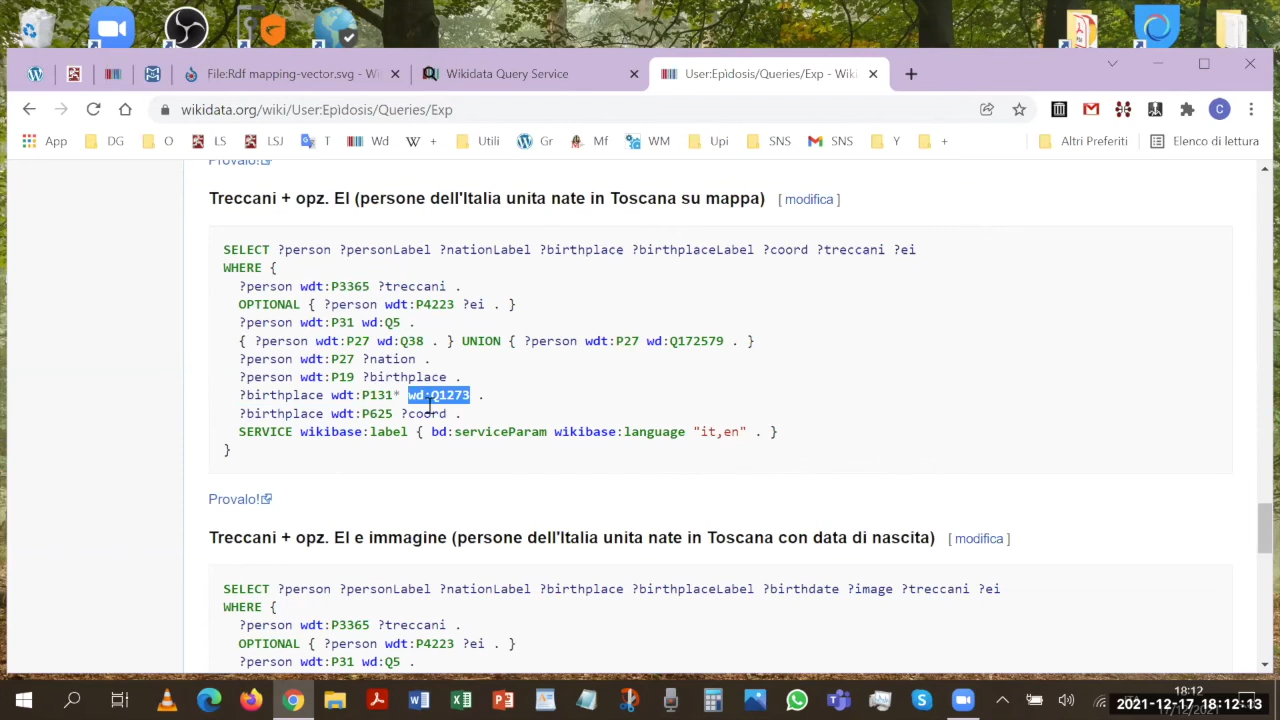 File:Rdf mapping-vector.svg - Wi
Wikidata Query Service
User:Epìdosis/Queries/Exp - Wiki
wikidata.org/wiki/User:Epìdosis/Queries/Exp
App
DG
O
LS
LSJ
T
Wd
+
Utili
Gr
Mf
WM
Upi
SNS
SNS
Y
+
Altri Preferiti
Elenco di lettura
Provalo!
Treccani + opz. EI (persone dell'Italia unita nate in Toscana su mappa) [ modifica ]
SELECT ?person ?personLabel ?nationLabel ?birthplace ?birthplaceLabel ?coord ?treccani ?ei
WHERE {
?person wdt:P3365 ?treccani .
OPTIONAL { ?person wdt:P4223 ?ei . }
?person wdt:P31 wd:Q5 .
{ ?person wdt:P27 wd:Q38 . } UNION { ?person wdt:P27 wd:Q172579 . }
?person wdt:P27 ?nation .
?person wdt:P19 ?birthplace .
?birthplace wdt:P131* wd:Q1273 .
?birthplace wdt:P625 ?coord .
SERVICE wikibase:label { bd:serviceParam wikibase:language "it,en" . }
}
Provalo!
Treccani + opz. EI e immagine (persone dell'Italia unita nate in Toscana con data di nascita) [ modifica ]
SELECT ?person ?personLabel ?nationLabel ?birthplace ?birthplaceLabel ?birthdate ?image ?treccani ?ei
WHERE {
?person wdt:P3365 ?treccani .
OPTIONAL { ?person wdt:P4223 ?ei . }
?person wdt:P31 wd:Q5 .
18:12
2021-12-17 18:12:13